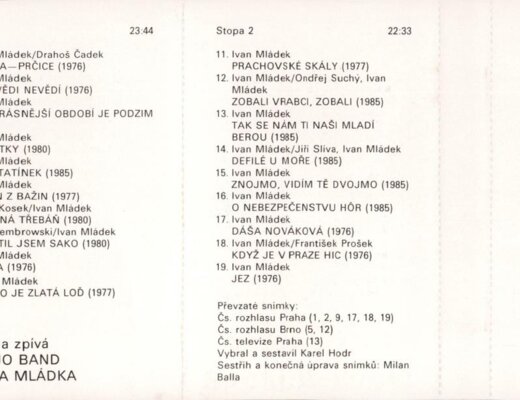 23:44
Mládek/Drahoš Čadek
A—PRČICE (1976)
Mládek
VĚDI NEVĚDÍ (1976)
Mládek
RÁSNĚJŠÍ OBDOBÍ JE PODZIM
Mládek
TKY (1980)
Mládek
TATÍNEK (1985)
Mládek
N Z BAŽIN (1977)
Kosek/Ivan Mládek
NÁ TŘEBÁŇ (1980)
embrowski/Ivan Mládek
TIL JSEM SAKO (1980)
Mládek
A (1976)
Mládek
O JE ZLATÁ LOĎ (1977)
a zpívá
JO BAND
A MLÁDKA
Stopa 2 22:33
11. Ivan Mládek
PRACHOVSKÉ SKÁLY (1977)
12. Ivan Mládek/Ondřej Suchý, Ivan
Mládek
ZOBALI VRABCI, ZOBALI (1985)
13. Ivan Mládek
TAK SE NÁM TI NAŠI MLADÍ
BEROU (1985)
14. Ivan Mládek/Jiří Slíva, Ivan Mládek
DEFILÉ U MOŘE (1985)
15. Ivan Mládek
ZNOJMO, VIDÍM TĚ DVOJMO (1985)
16. Ivan Mládek
O NEBEZPEČENSTVU HÔR (1985)
17. Ivan Mládek
DÁŠA NOVÁKOVÁ (1976)
18. Ivan Mládek/František Prošek
KDYŽ JE V PRAZE HIC (1976)
19. Ivan Mládek
JEZ (1976)
Převzaté snímky:
Čs. rozhlasu Praha (1, 2, 9, 17, 18, 19)
Čs. rozhlasu Brno (5, 12)
Čs. televize Praha (13)
Vybral a sestavil Karel Hodr
Sestřih a konečná úprava snímků: Milan
Balla